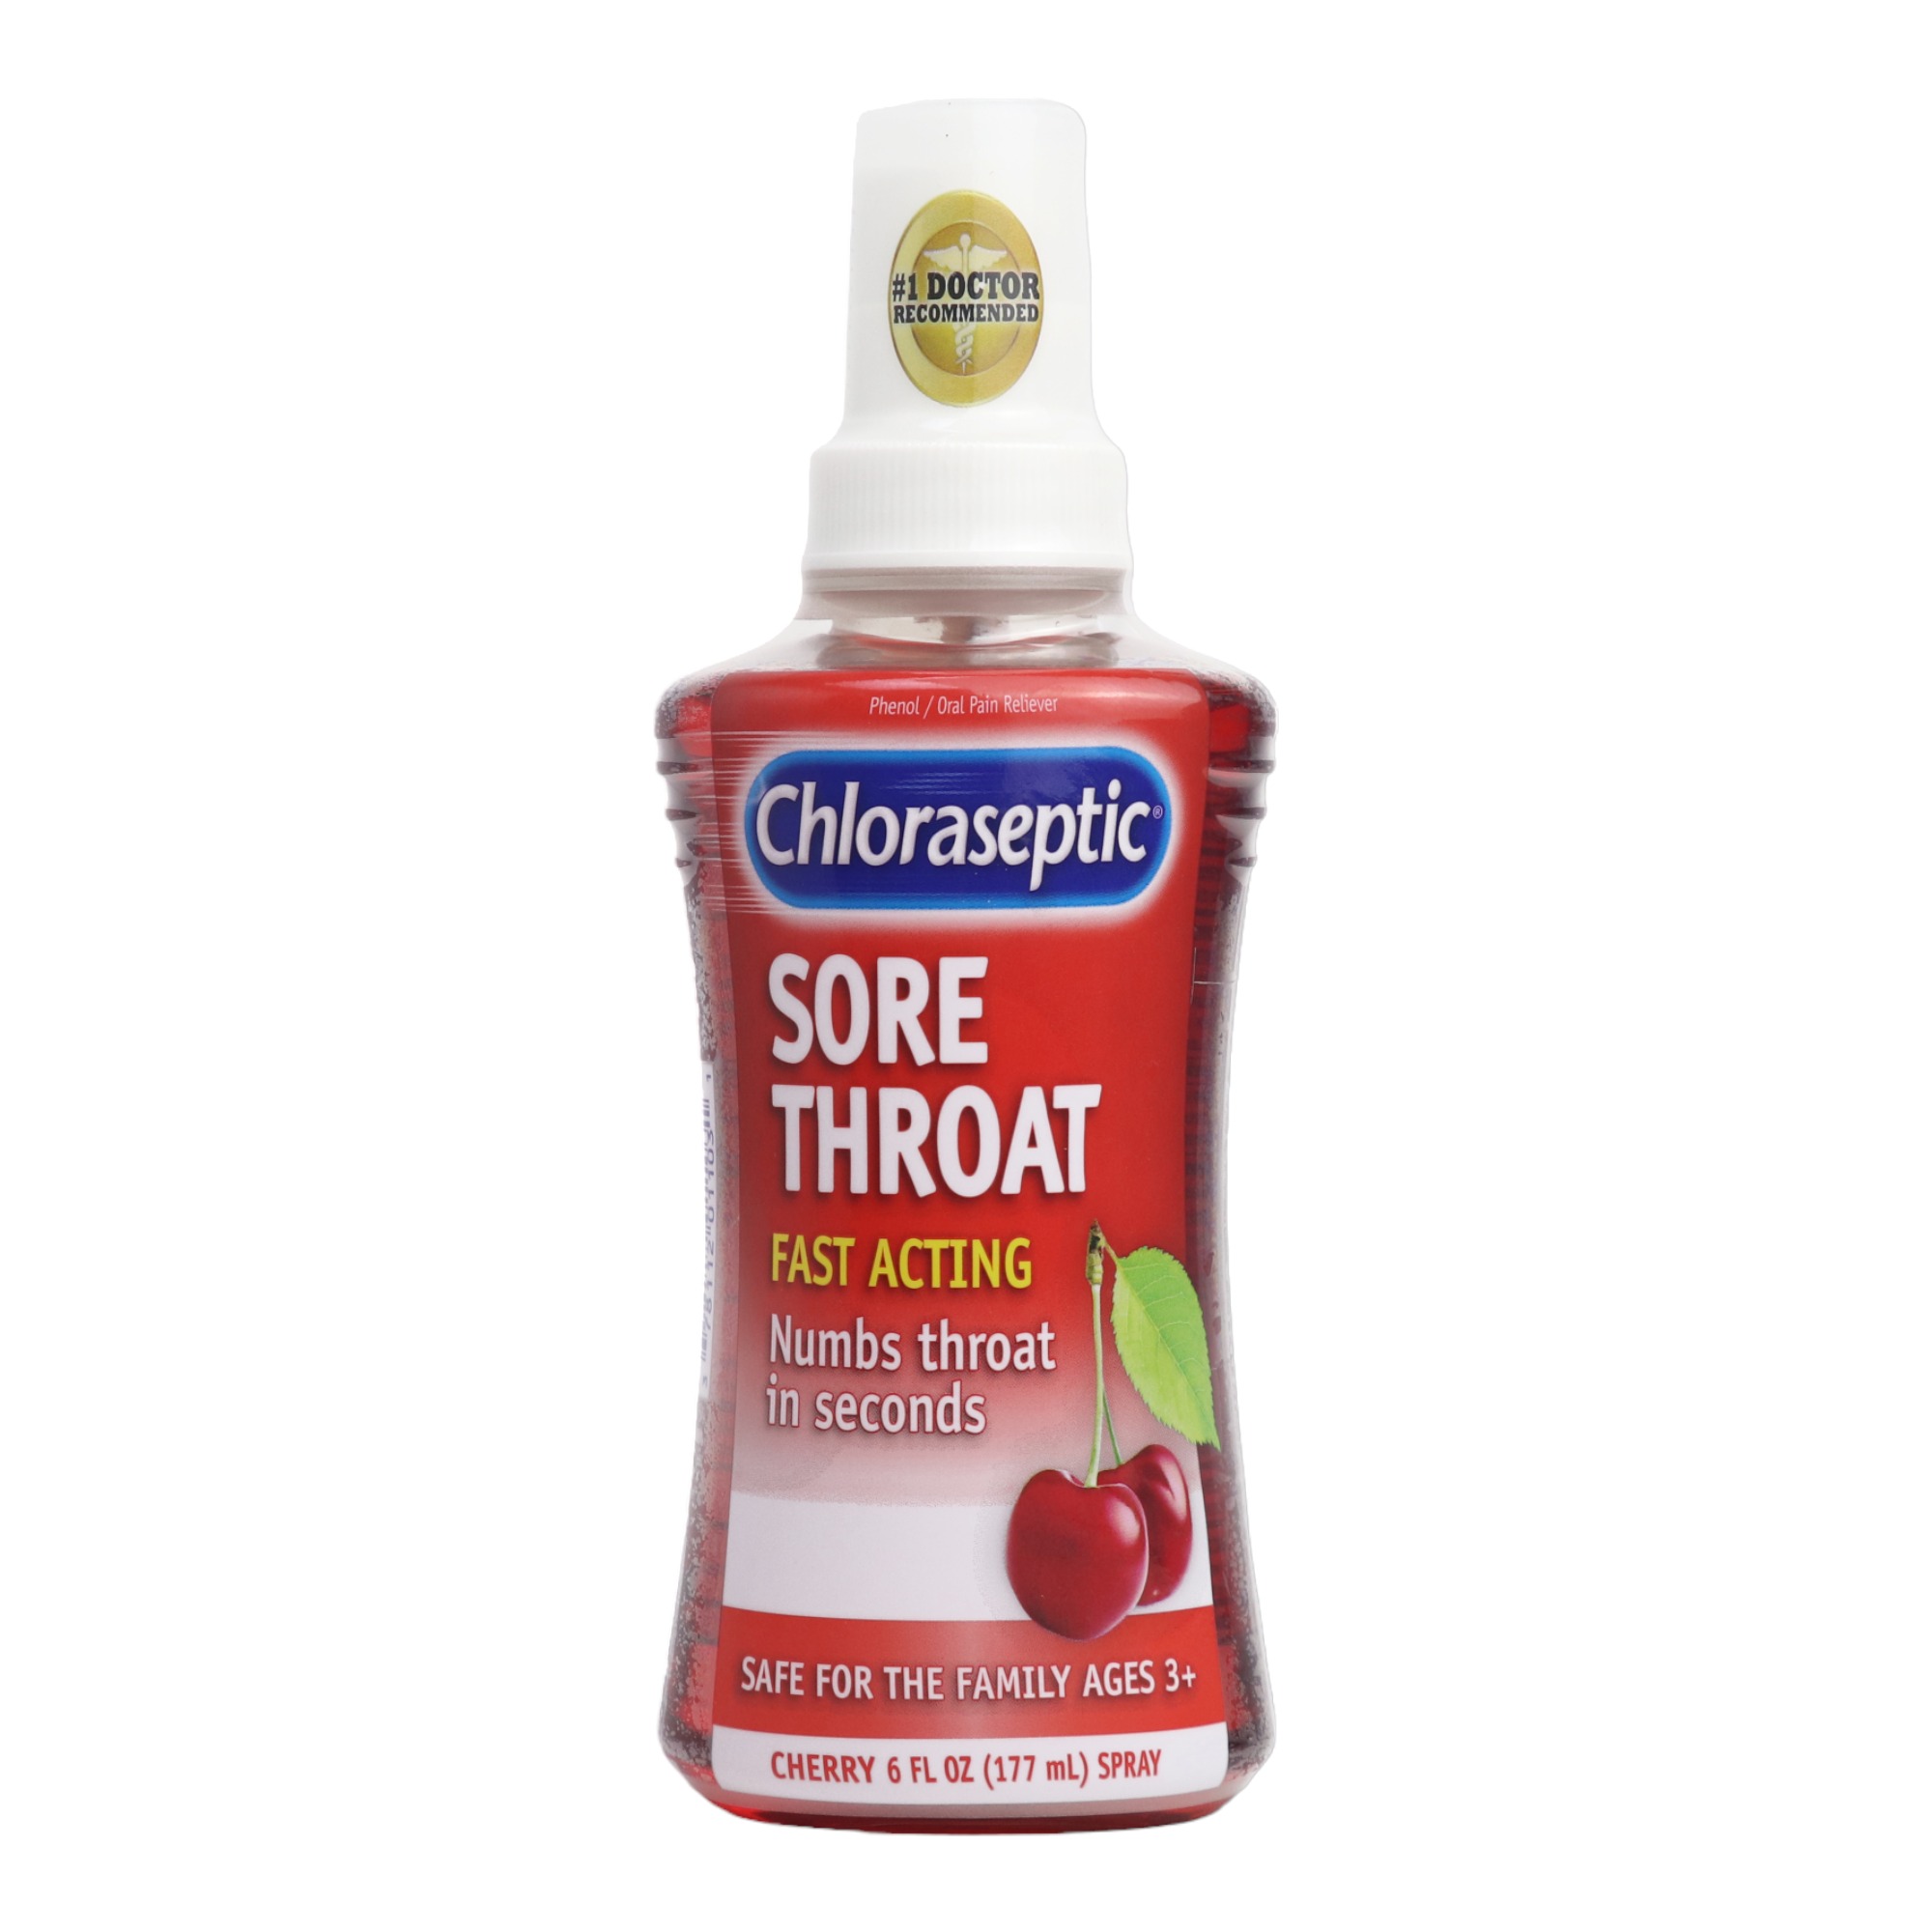 #1 DOCTOR
RECOMMENDED
Phenol / Oral Pain Reliever
Chloraseptic®
SORE
THROAT
FAST ACTING
Numbs throat
in seconds
SAFE FOR THE FAMILY AGES 3+
CHERRY 6 FL OZ (177 mL) SPRAY